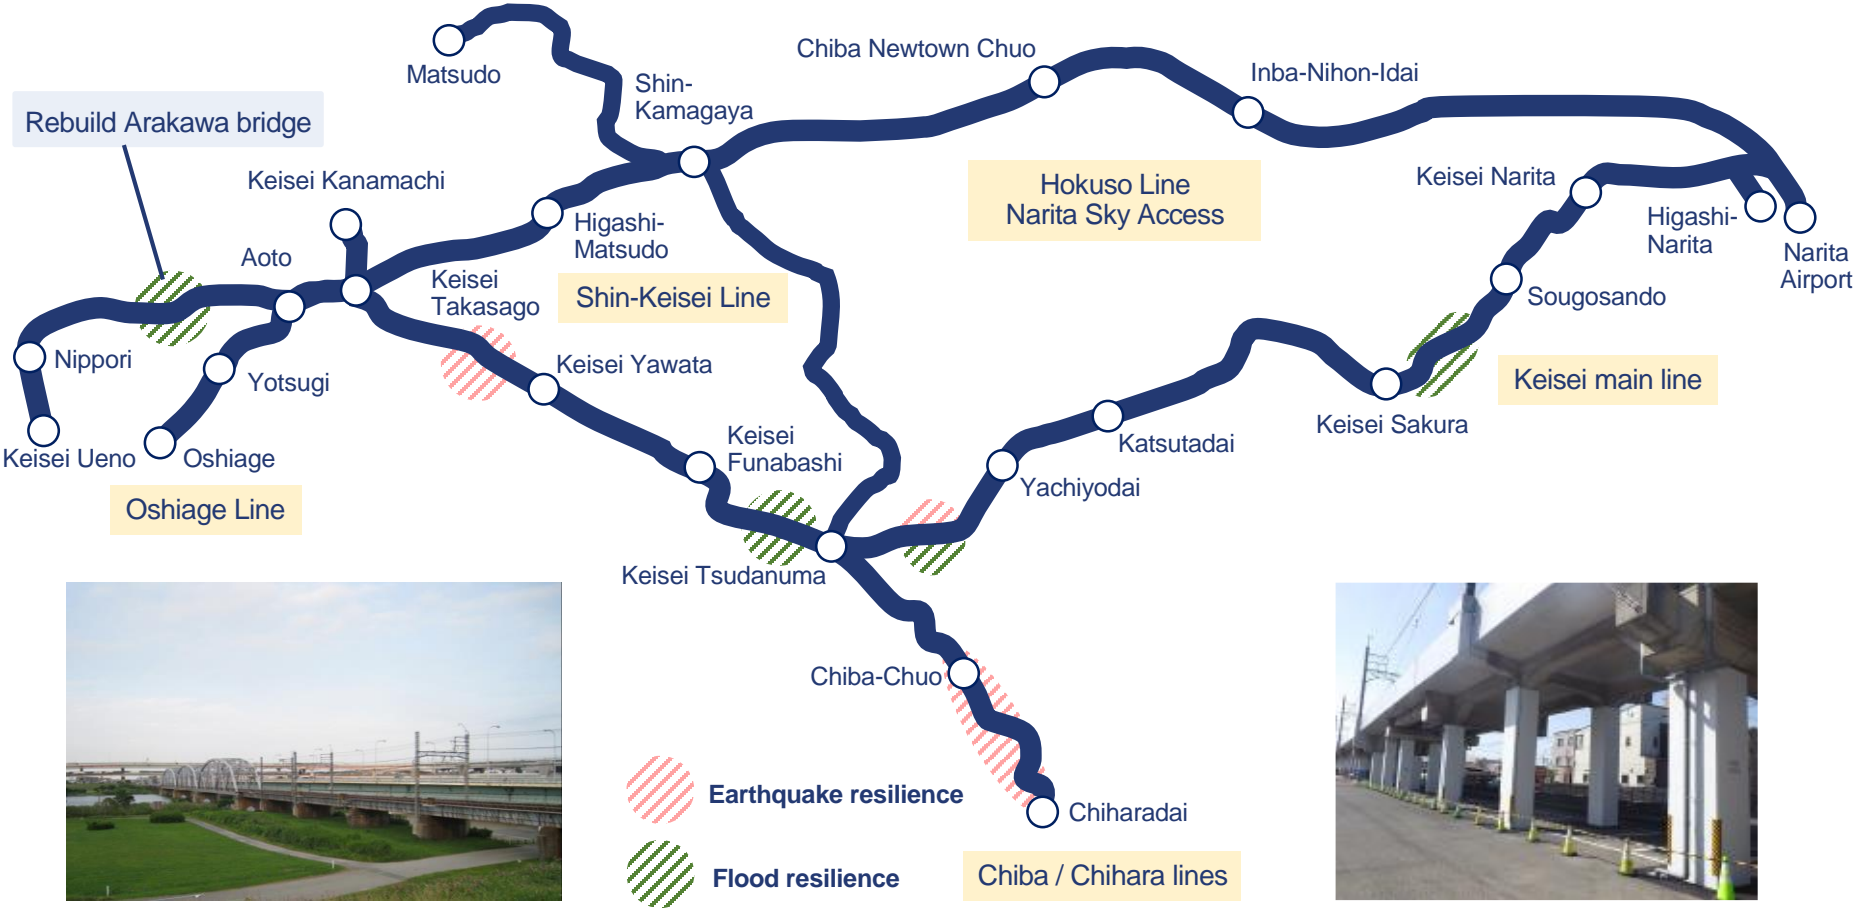 Matsudo
Shin-
Kamagaya
Chiba Newtown Chuo
Inba-Nihon-Idai
Rebuild Arakawa bridge
Keisei Kanamachi
Hokuso Line
Narita Sky Access
Keisei Narita
Higashi-
Narita
Narita
Airport
Aoto
Higashi-
Matsudo
Keisei
Takasago
Shin-Keisei Line
Sougosando
Nippori
Yotsugi
Keisei Yawata
Keisei main line
Keisei Ueno
Oshiage
Keisei
Funabashi
Katsutadai
Keisei Sakura
Yachiyodai
Oshiage Line
Keisei Tsudanuma
Chiba-Chuo
Earthquake resilience
Chiharadai
Flood resilience
Chiba / Chihara lines